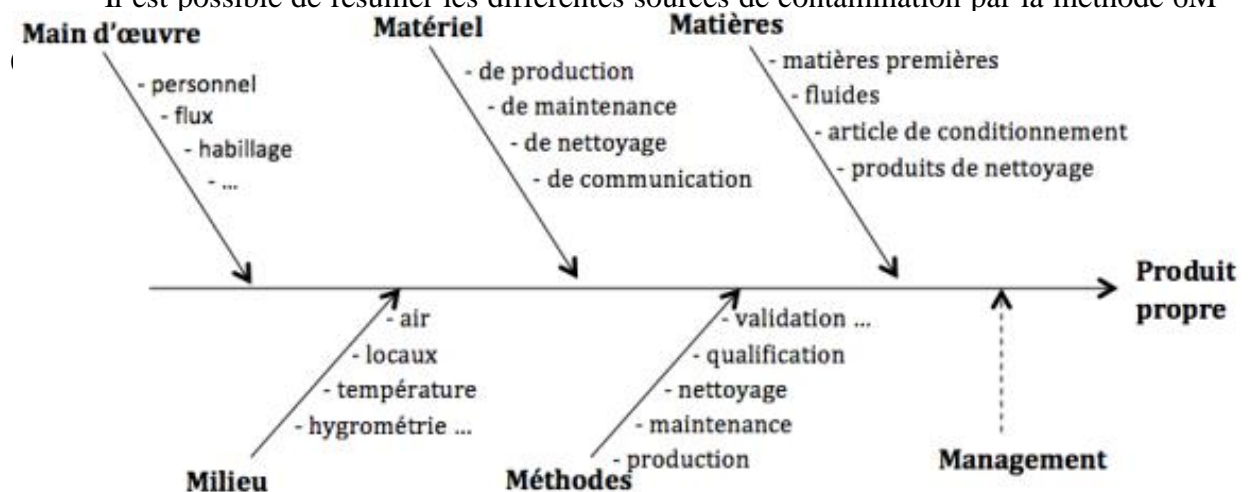 Il est possible de résumer les différentes sources de contamination par la méthode 6M
Main d'œuvre
- personnel
- flux
- habillage
- ...
Matériel
- de production
- de maintenance
- de nettoyage
- de communication
Matières
- matières premières
- fluides
- article de conditionnement
- produits de nettoyage
Produit
propre
- air
- locaux
- température
- hygrométrie ...
Milieu
- validation ...
- qualification
- nettoyage
- maintenance
- production
Méthodes
Management